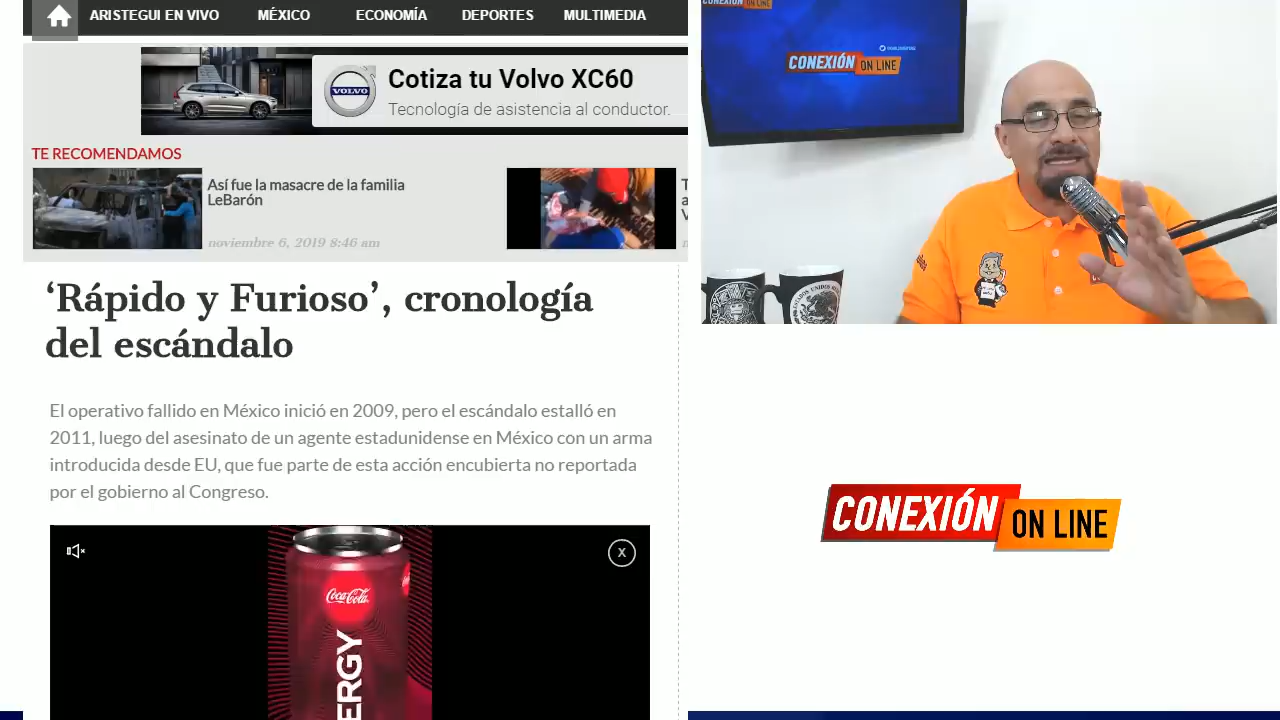 ARISTEGUI EN VIVO MÉXICO ECONOMÍA DEPORTES MULTIMEDIA
Cotiza tu Volvo XC60
Tecnología de asistencia al conductor.
VOLVO
TE RECOMENDAMOS
Así fue la masacre de la familia
LeBarón
noviembre 6, 2019 8:46 am
‘Rápido y Furioso’, cronología
del escándalo
El operativo fallido en México inició en 2009, pero el escándalo estalló en
2011, luego del asesinato de un agente estadunidense en México con un arma
introducida desde EU, que fue parte de esta acción encubierta no reportada
por el gobierno al Congreso.
X
Coca-Cola
ERGY
CONEXIÓN ON LINE
CONEXIÓN ON LINE